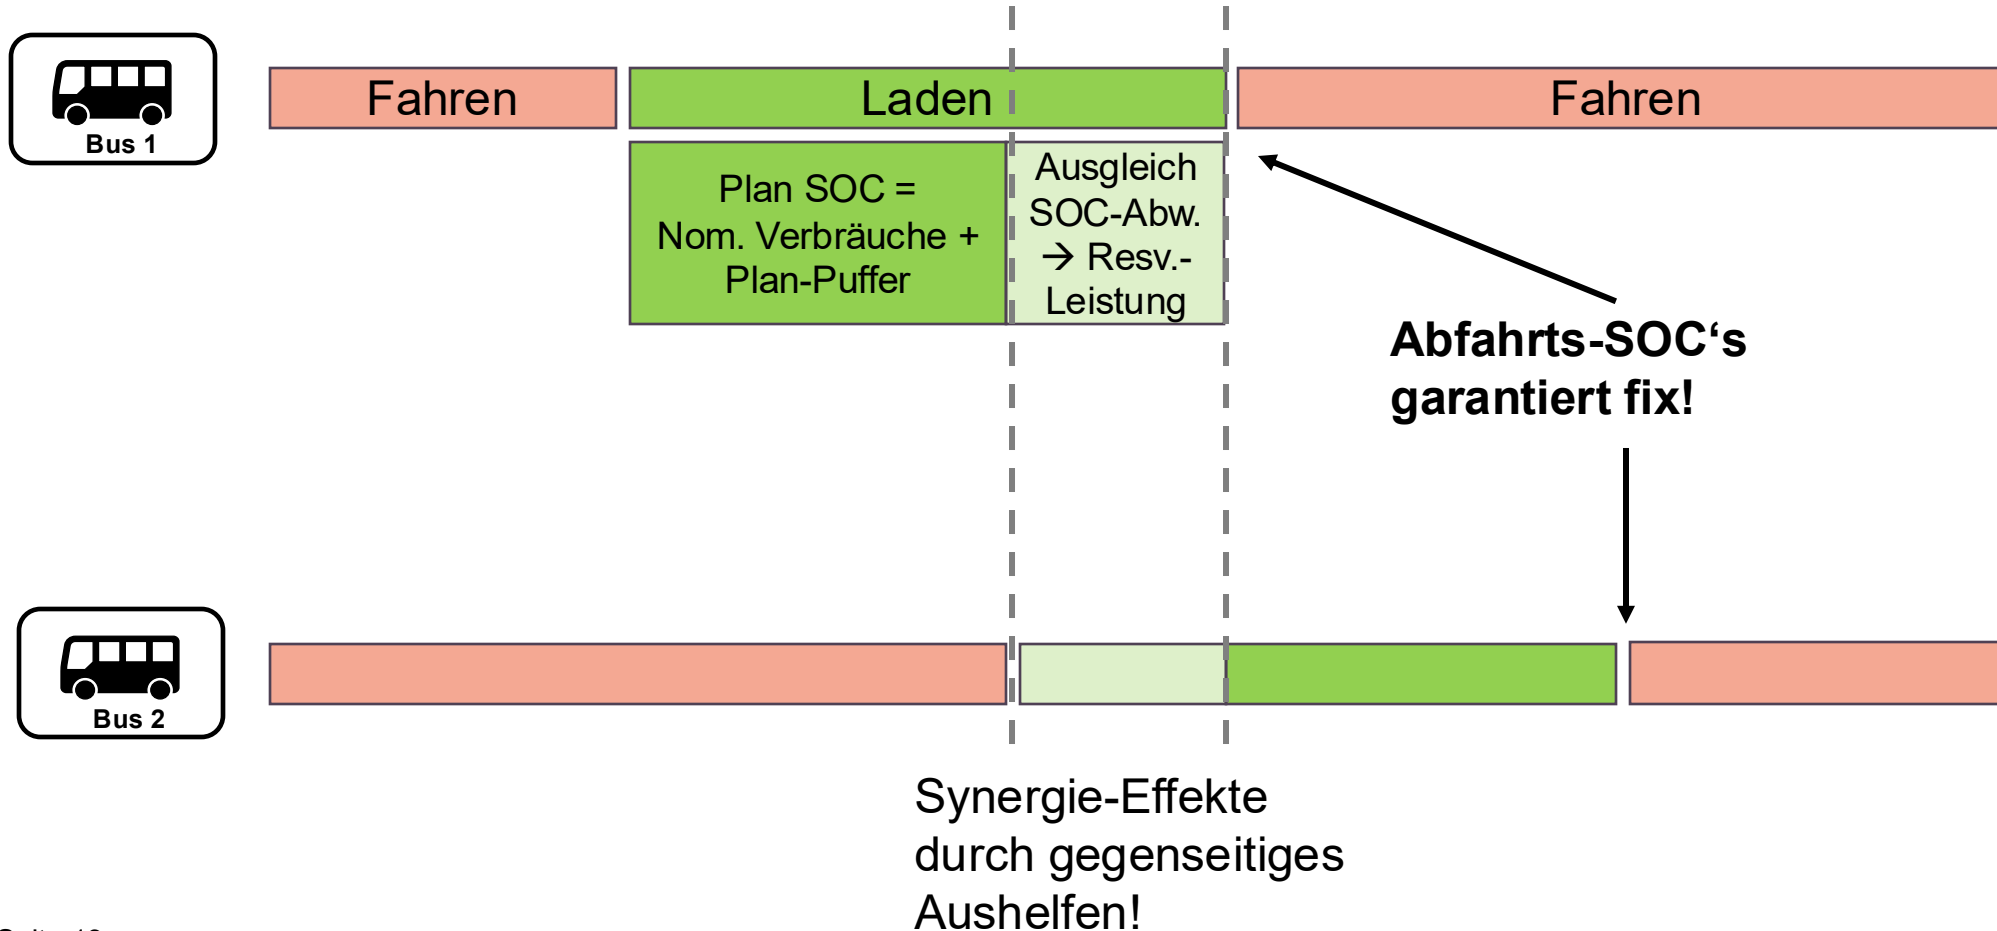 Bus 1
Fahren
Laden
Fahren
Plan SOC =
Nom. Verbräuche +
Plan-Puffer
Ausgleich
SOC-Abw.
→ Resv.-
Leistung
Abfahrts-SOC‘s
garantiert fix!
Bus 2
Synergie-Effekte
durch gegenseitiges
Aushelfen!